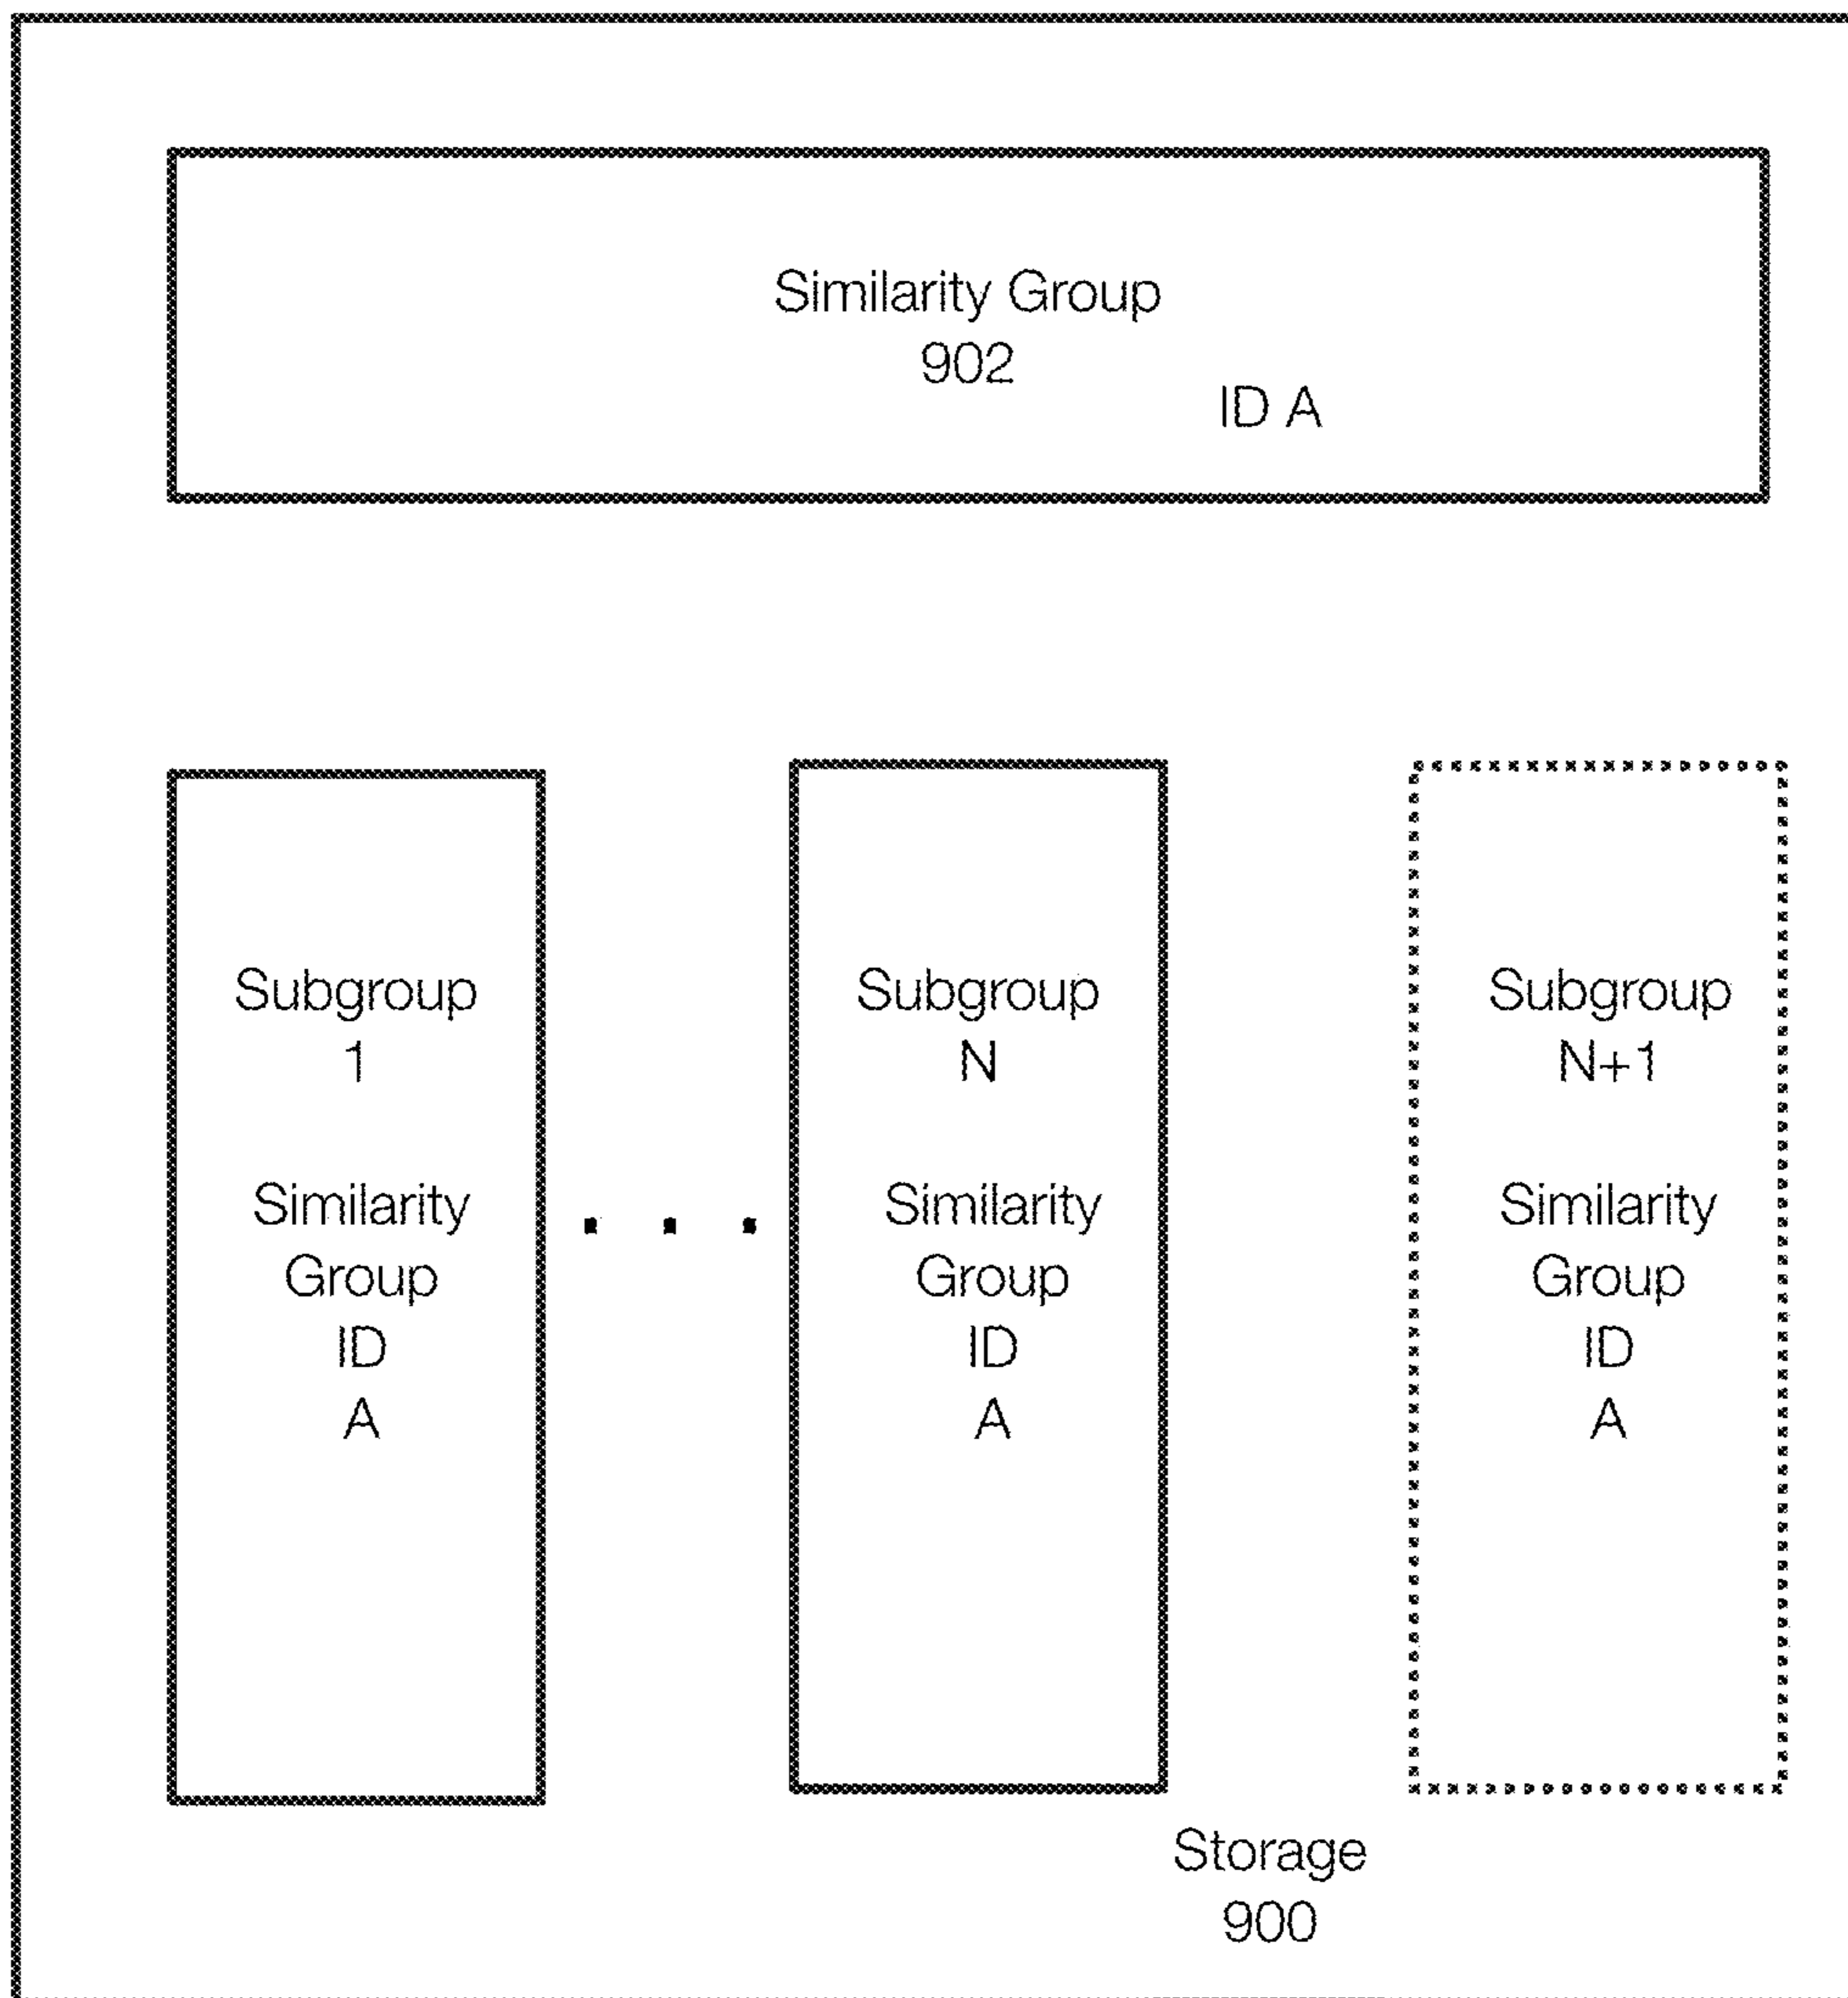 Similarity Group
902
ID A
Subgroup
1
Similarity
Group
ID
A
Subgroup
N
Similarity
Group
ID
A
Subgroup
N+1
Similarity
Group
ID
A
Storage
900